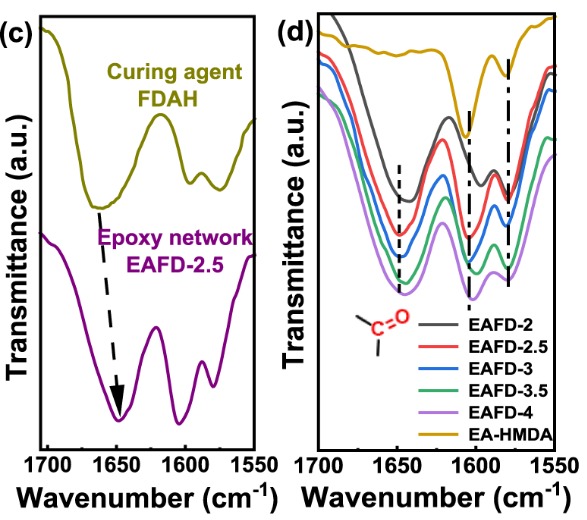 (c)
Curing agent
FDAH
Epoxy network
EAFD-2.5
Transmittance (a.u.)
1700 1650 1600 1550
Wavenumber (cm⁻¹)
(d)
C=O
EAFD-2
EAFD-2.5
EAFD-3
EAFD-3.5
EAFD-4
EA-HMDA
Transmittance (a.u.)
1700 1650 1600 1550
Wavenumber (cm⁻¹)